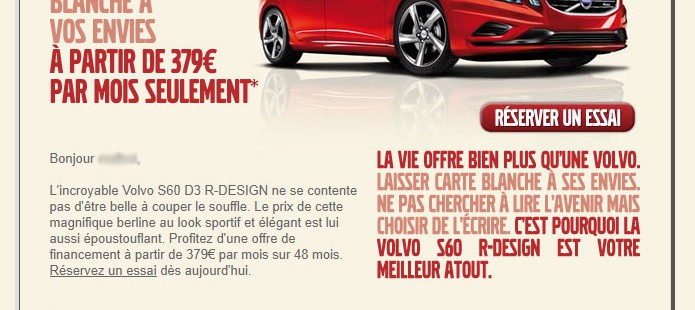 BLANCHE À
VOS ENVIES
À PARTIR DE 379€
PAR MOIS SEULEMENT*
RÉSERVER UN ESSAI
Bonjour
L'incroyable Volvo S60 D3 R-DESIGN ne se contente
pas d'être belle à couper le souffle. Le prix de cette
magnifique berline au look sportif et élégant est lui
aussi époustouflant. Profitez d'une offre de
financement à partir de 379€ par mois sur 48 mois.
Réservez un essai dès aujourd'hui.
LA VIE OFFRE BIEN PLUS QU'UNE VOLVO.
LAISSER CARTE BLANCHE À SES ENVIES.
NE PAS CHERCHER À LIRE L'AVENIR MAIS
CHOISIR DE L'ÉCRIRE. C'EST POURQUOI LA
VOLVO S60 R-DESIGN EST VOTRE
MEILLEUR ATOUT.